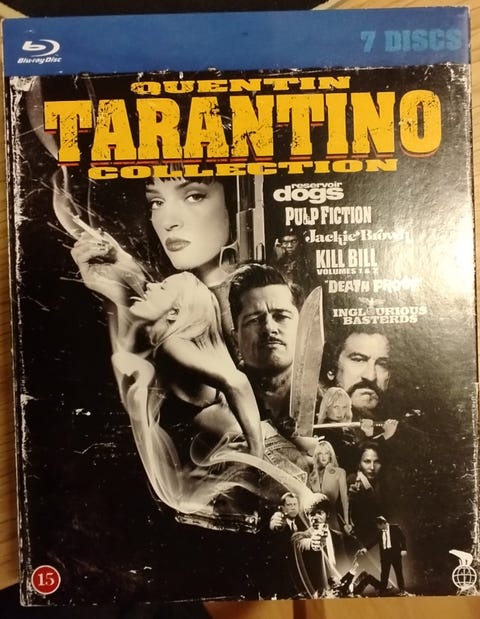 Blu-ray Disc
7 DISCS
QUENTIN
TARANTINO
COLLECTION
reservoir
dogs
PULP FICTION
Jackie Brown
KILL BILL
VOLUMES 1 & 2
DEATH PROOF
INGLOURIOUS
BASTERDS
15